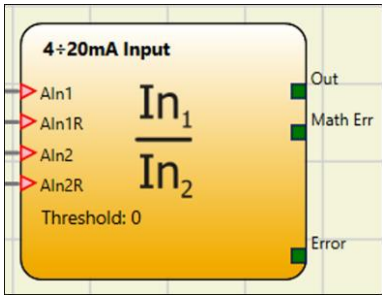 4÷20mA Input
AIn1
AIn1R
AIn2
AIn2R
In1
In2
Threshold: 0
Out
Math Err
Error